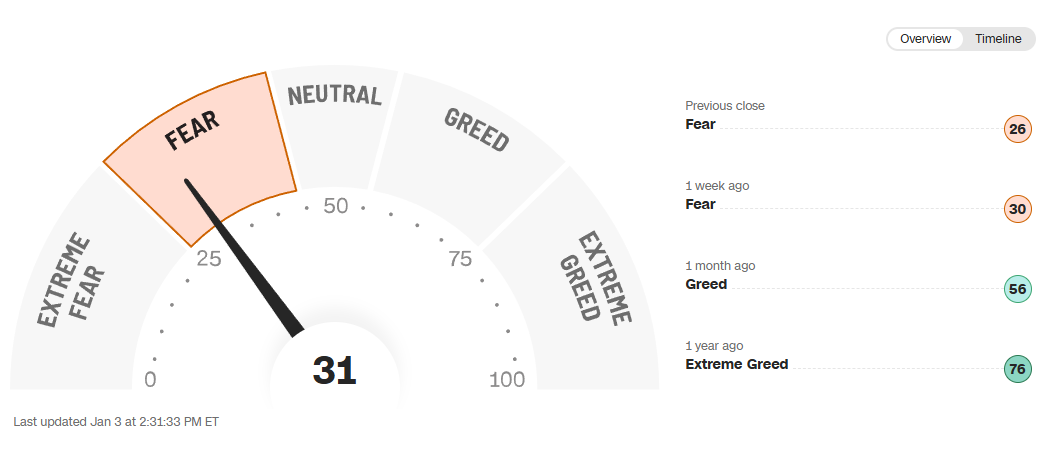 Overview
Timeline
EXTREME
FEAR
FEAR
NEUTRAL
GREED
EXTREME
GREED
0
25
50
75
100
31
Last updated Jan 3 at 2:31:33 PM ET
Previous close
Fear
26
1 week ago
Fear
30
1 month ago
Greed
56
1 year ago
Extreme Greed
76